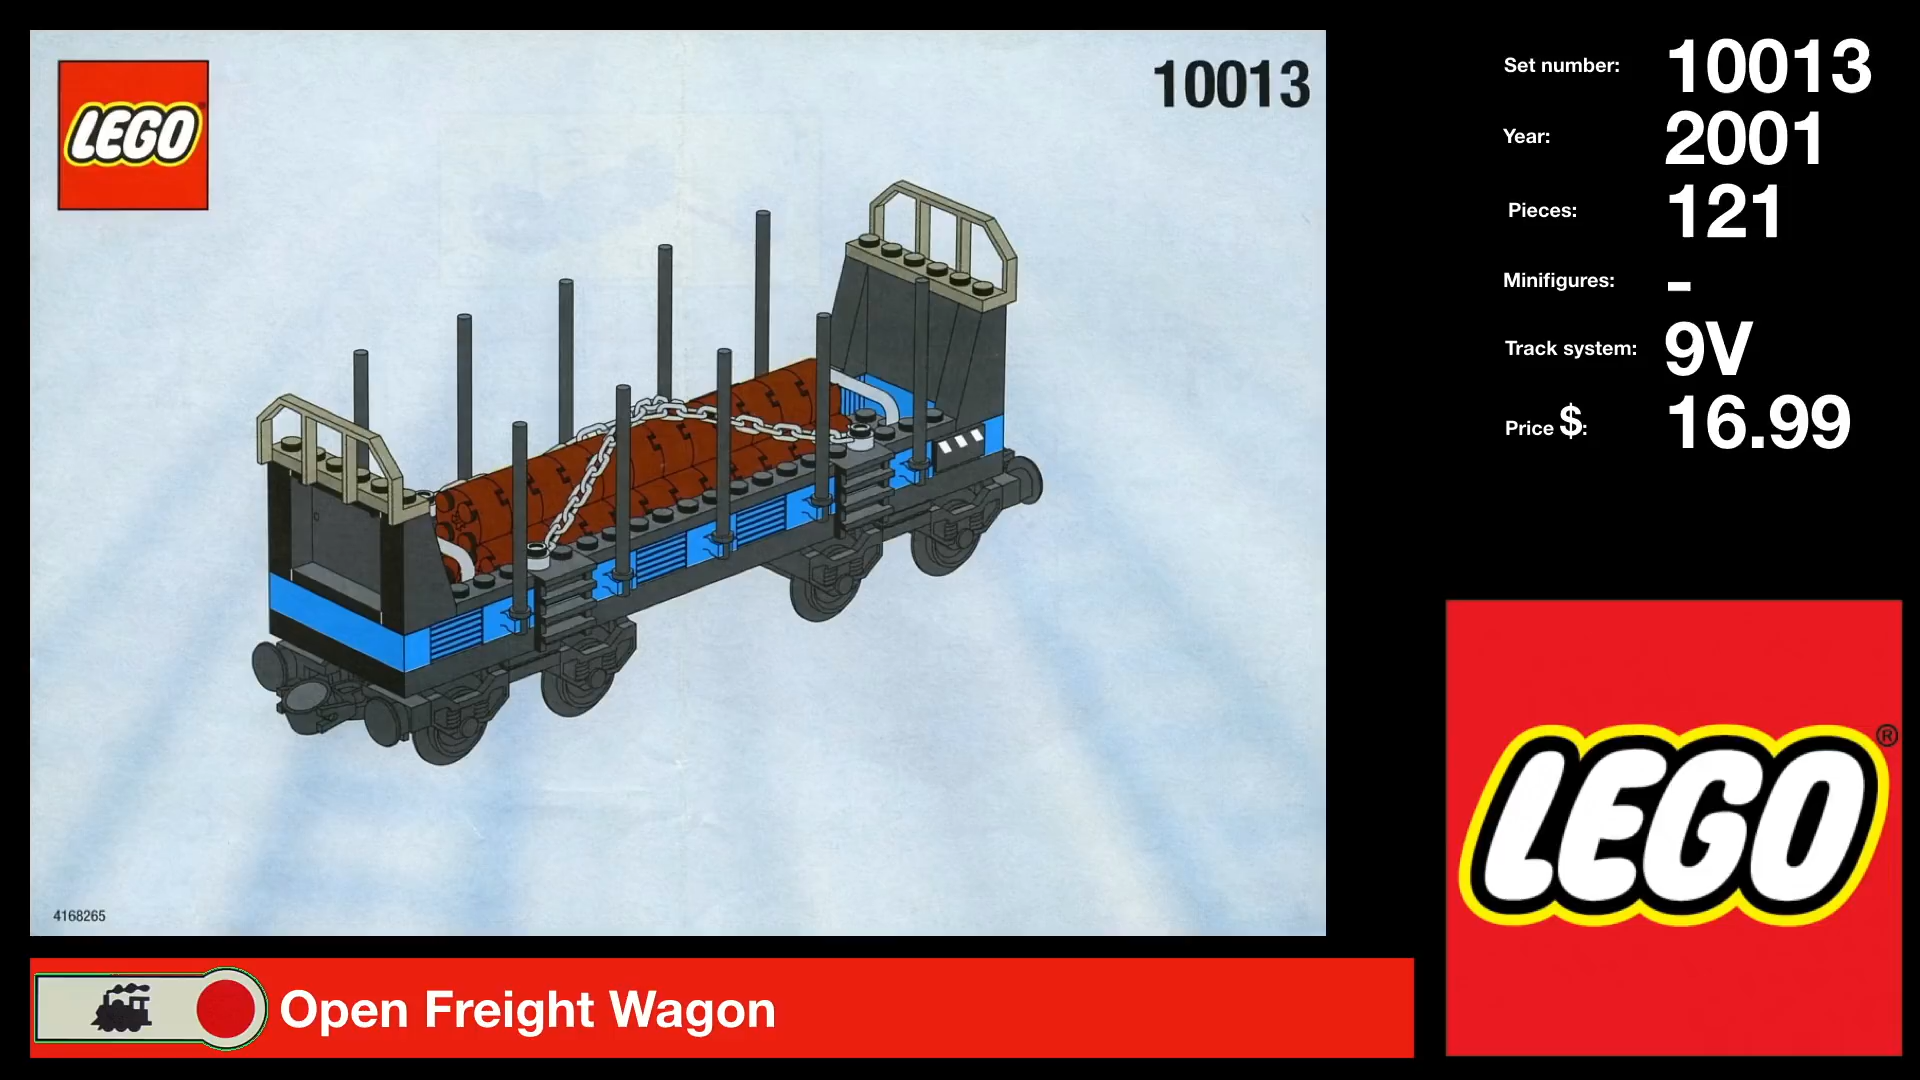 LEGO
10013
4168265
Open Freight Wagon
Set number: 10013
Year: 2001
Pieces: 121
Minifigures: -
Track system: 9V
Price $: 16.99
LEGO ®